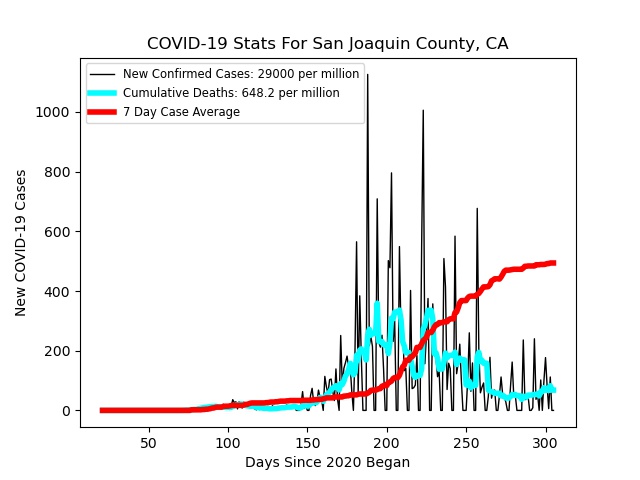 COVID-19 Stats For San Joaquin County, CA
New Confirmed Cases: 29000 per million
Cumulative Deaths: 648.2 per million
7 Day Case Average
New COVID-19 Cases
1000
800
600
400
200
0
50 100 150 200 250 300
Days Since 2020 Began